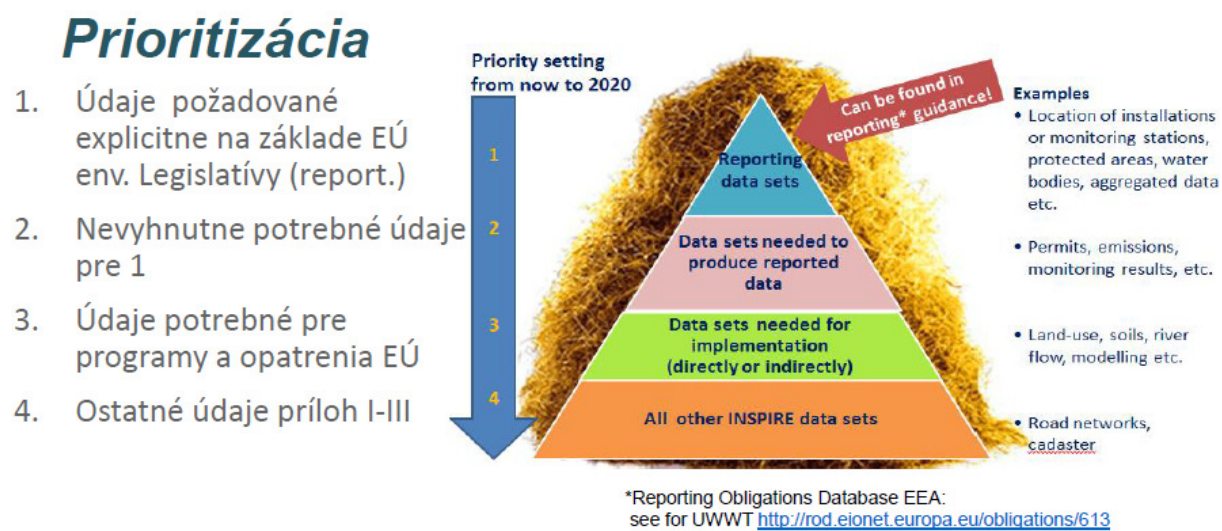 Prioritizácia
1. Údaje požadované
explicitne na základe EÚ
env. Legislatívy (report.)
2. Nevyhnutne potrebné údaje
pre 1
3. Údaje potrebné pre
programy a opatrenia EÚ
4. Ostatné údaje príloh I-III
Priority setting
from now to 2020
1
2
3
4
Can be found in
reporting* guidance!
Reporting
data sets
Data sets needed to
produce reported
data
Data sets needed for
implementation
(directly or indirectly)
All other INSPIRE data sets
Examples
• Location of installations
or monitoring stations,
protected areas, water
bodies, aggregated data
etc.
• Permits, emissions,
monitoring results, etc.
• Land-use, soils, river
flow, modelling etc.
• Road networks,
cadaster
*Reporting Obligations Database EEA:
see for UWWT http://rod.eionet.europa.eu/obligations/613